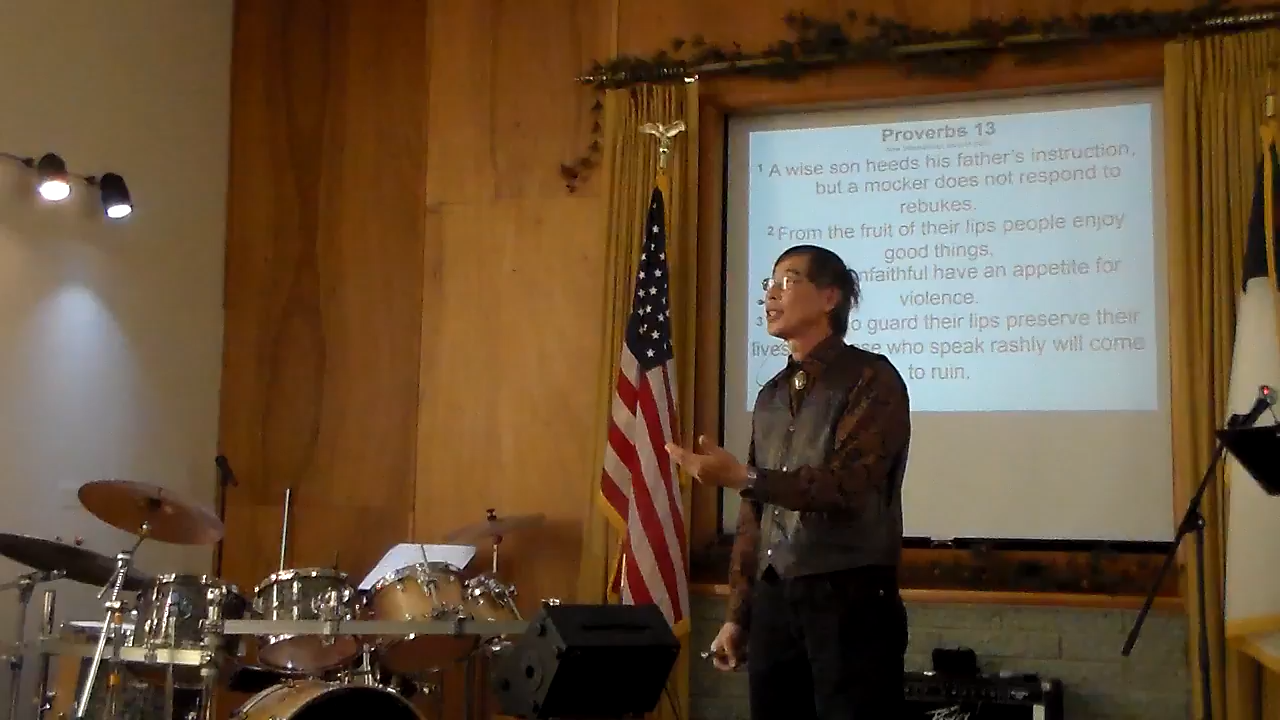 Proverbs 13
1 A wise son heeds his father's instruction,
but a mocker does not respond to
rebukes.
2 From the fruit of their lips people enjoy
good things,
nfaithful have an appetite for
violence.
3 o guard their lips preserve their
lives se who speak rashly will come
to ruin.